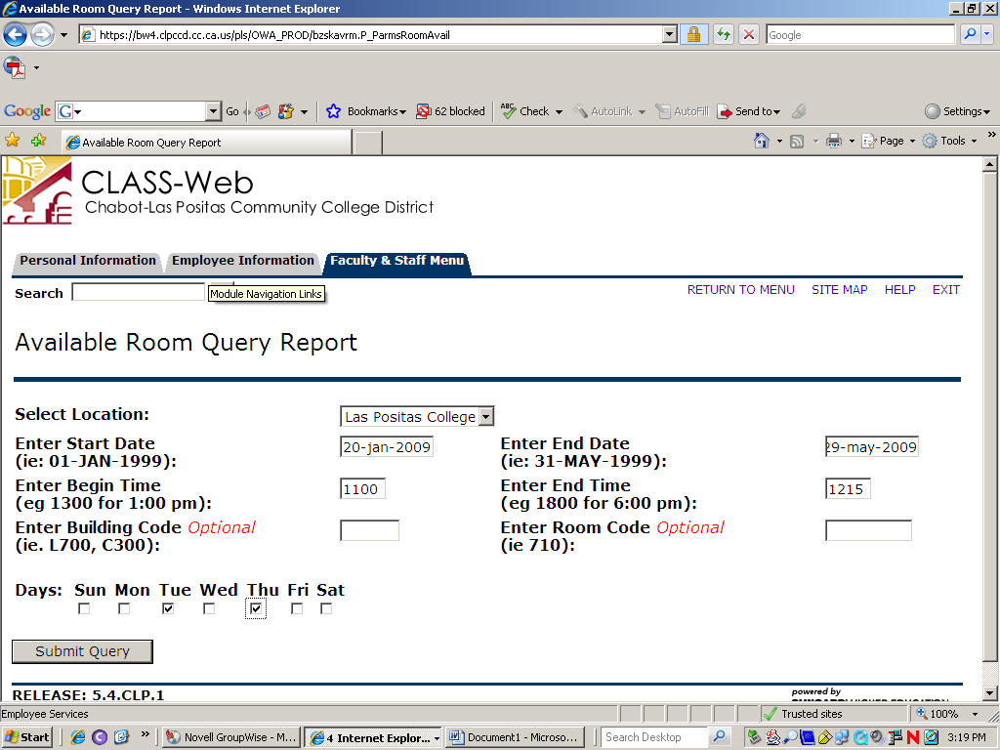 Available Room Query Report - Windows Internet Explorer
https://bw4.clpccd.cc.ca.us/pls/OWA_PROD/bzskavrm.P_ParmsRoomAvail
Google
Google G Go Bookmarks 62 blocked ABC Check AutoLink AutoFill Send to Settings
Available Room Query Report Page Tools »
CLASS-Web
Chabot-Las Positas Community College District
Personal Information Employee Information Faculty & Staff Menu
Search Module Navigation Links RETURN TO MENU SITE MAP HELP EXIT
Available Room Query Report
Select Location: Las Positas College
Enter Start Date 20-jan-2009 Enter End Date 29-may-2009
(ie: 01-JAN-1999): (ie: 31-MAY-1999):
Enter Begin Time 1100 Enter End Time 1215
(eg 1300 for 1:00 pm): (eg 1800 for 6:00 pm):
Enter Building Code Optional Enter Room Code Optional
(ie. L700, C300): (ie 710):
Days: Sun Mon Tue Wed Thu Fri Sat
Submit Query
RELEASE: 5.4.CLP.1 powered by
Employee Services Trusted sites 100%
Start » Novell GroupWise - M... 4 Internet Explorer... Document1 - Microso... Search Desktop 3:19 PM